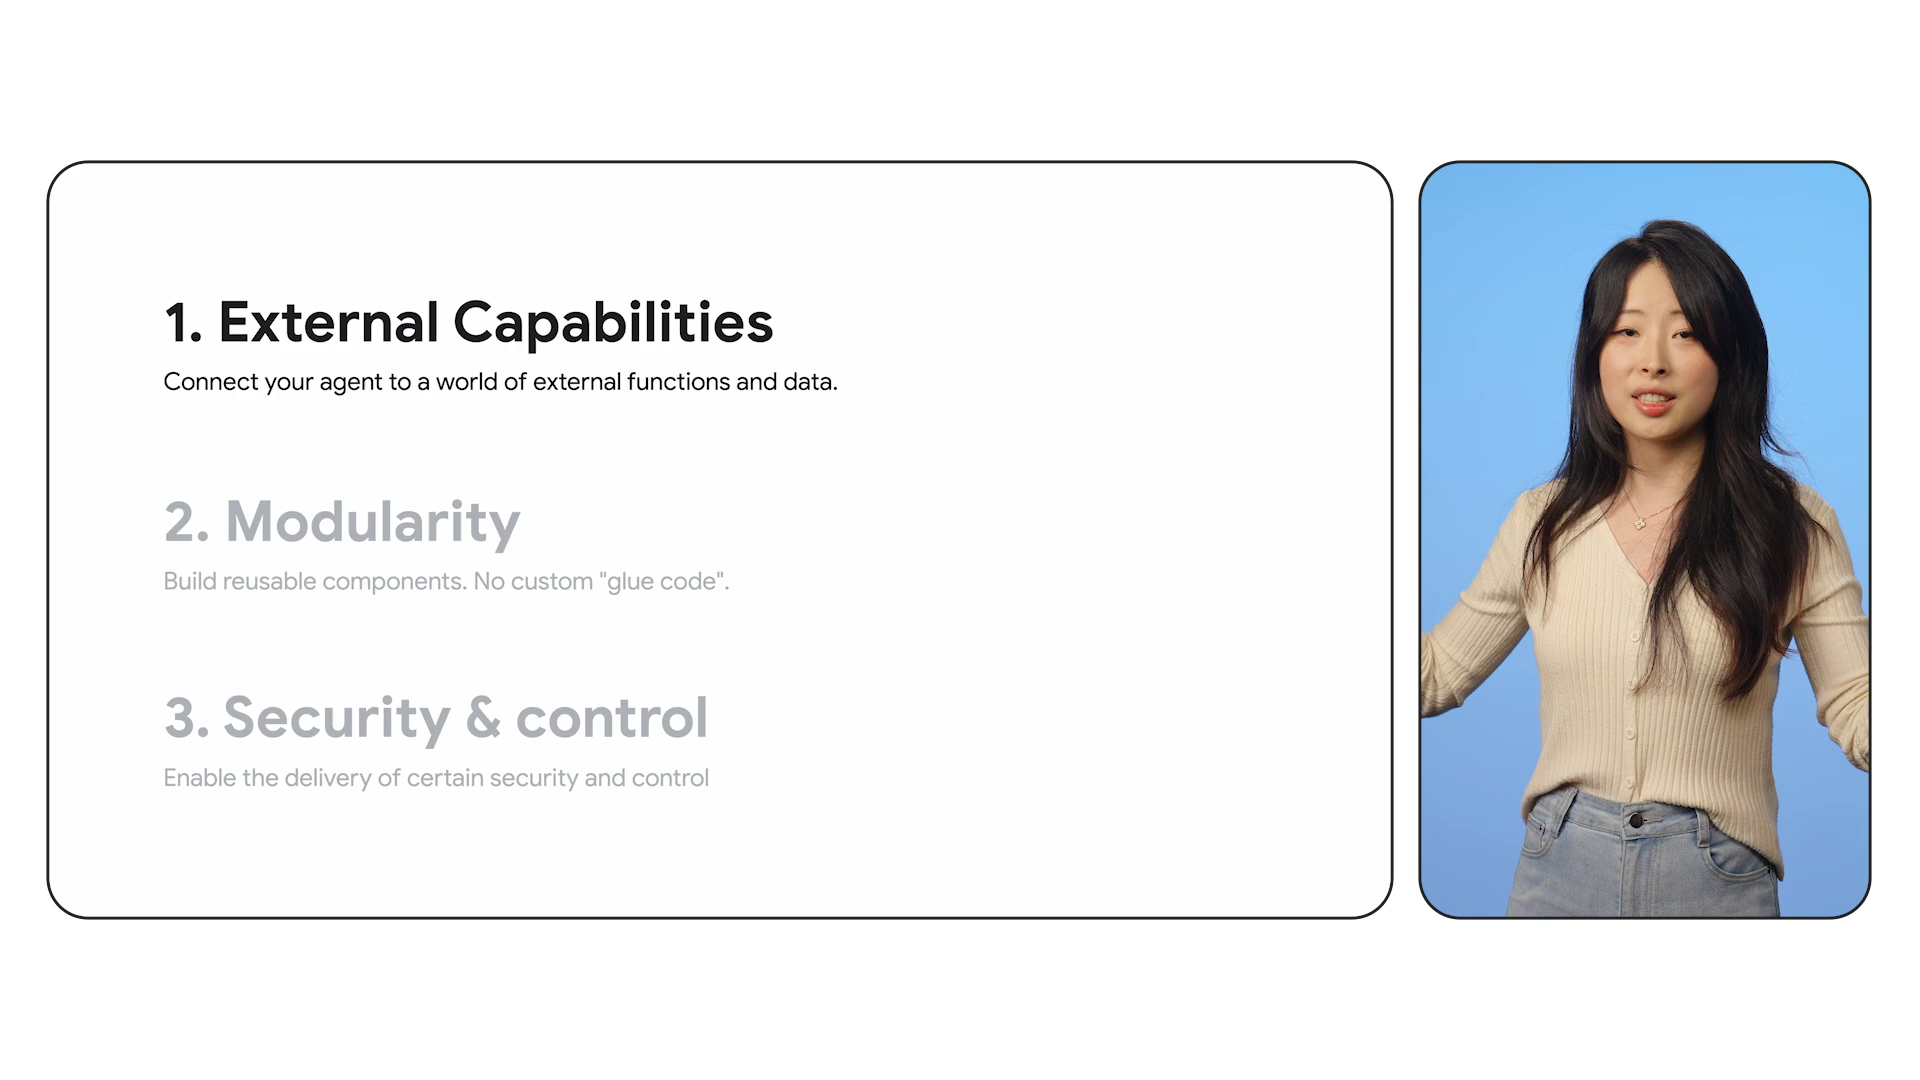 1. External Capabilities
Connect your agent to a world of external functions and data.
2. Modularity
Build reusable components. No custom "glue code".
3. Security & control
Enable the delivery of certain security and control